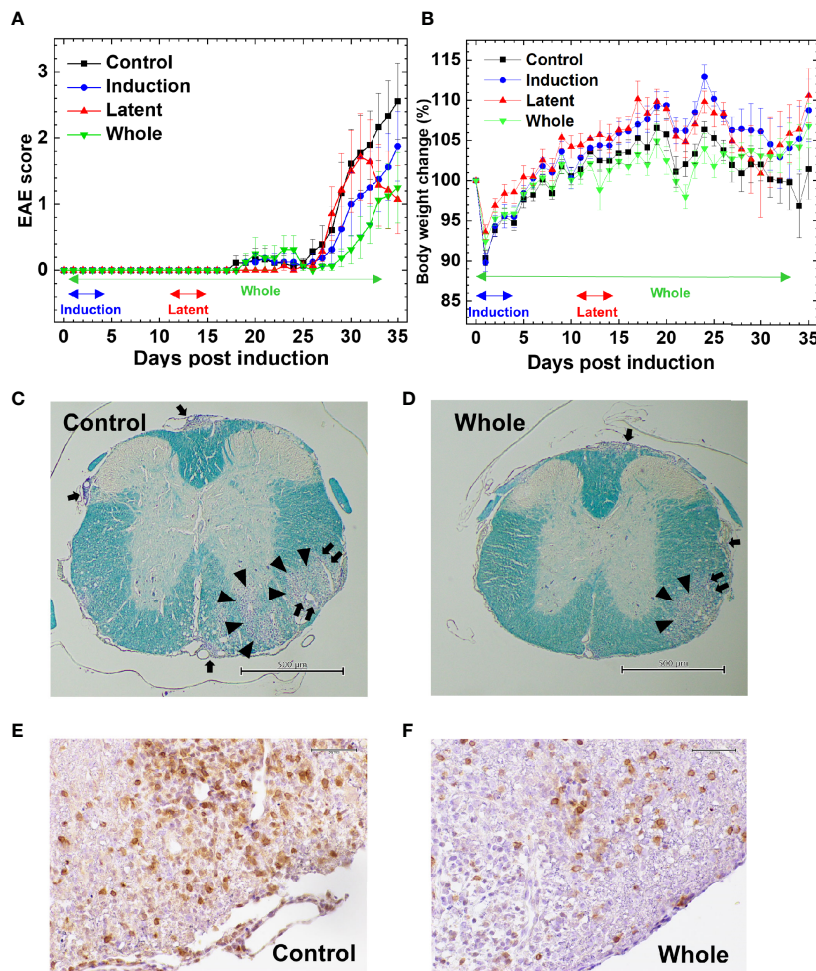 A
B
EAE score
3
2
1
0
Control
Induction
Latent
Whole
Whole
Induction
Latent
0 5 10 15 20 25 30 35
Days post induction
Body weight change (%)
115
110
105
100
95
90
85
Control
Induction
Latent
Whole
Whole
Induction
Latent
0 5 10 15 20 25 30 35
Days post induction
C
D
Control
500 μm
Whole
500 μm
E
F
Control
Whole